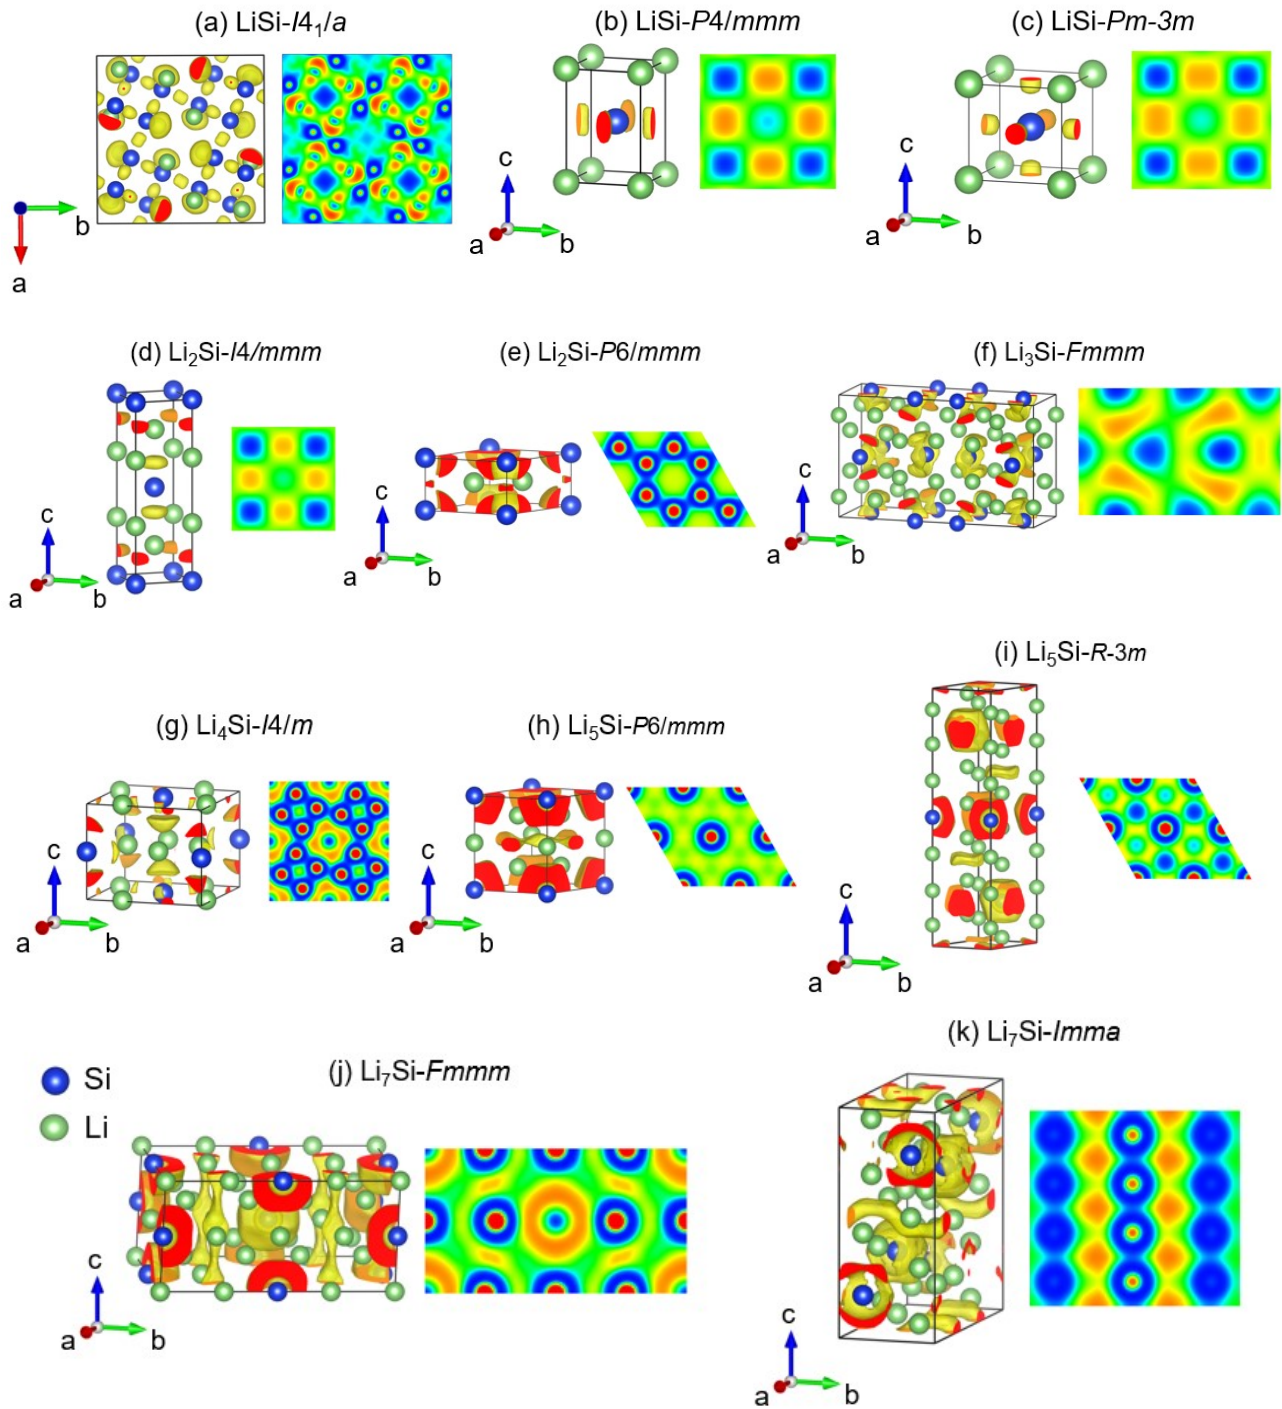 (a) LiSi-I4₁/a
(b) LiSi-P4/mmm
(c) LiSi-Pm-3m
b
a
c
a
b
c
a
b
(d) Li₂Si-I4/mmm
(e) Li₂Si-P6/mmm
(f) Li₃Si-Fmmm
c
a
b
c
a
b
c
a
b
(g) Li₄Si-I4/m
(h) Li₅Si-P6/mmm
(i) Li₅Si-R-3m
c
a
b
c
a
b
c
a
b
Si
Li
(j) Li₇Si-Fmmm
(k) Li₇Si-Imma
c
a
b
c
a
b